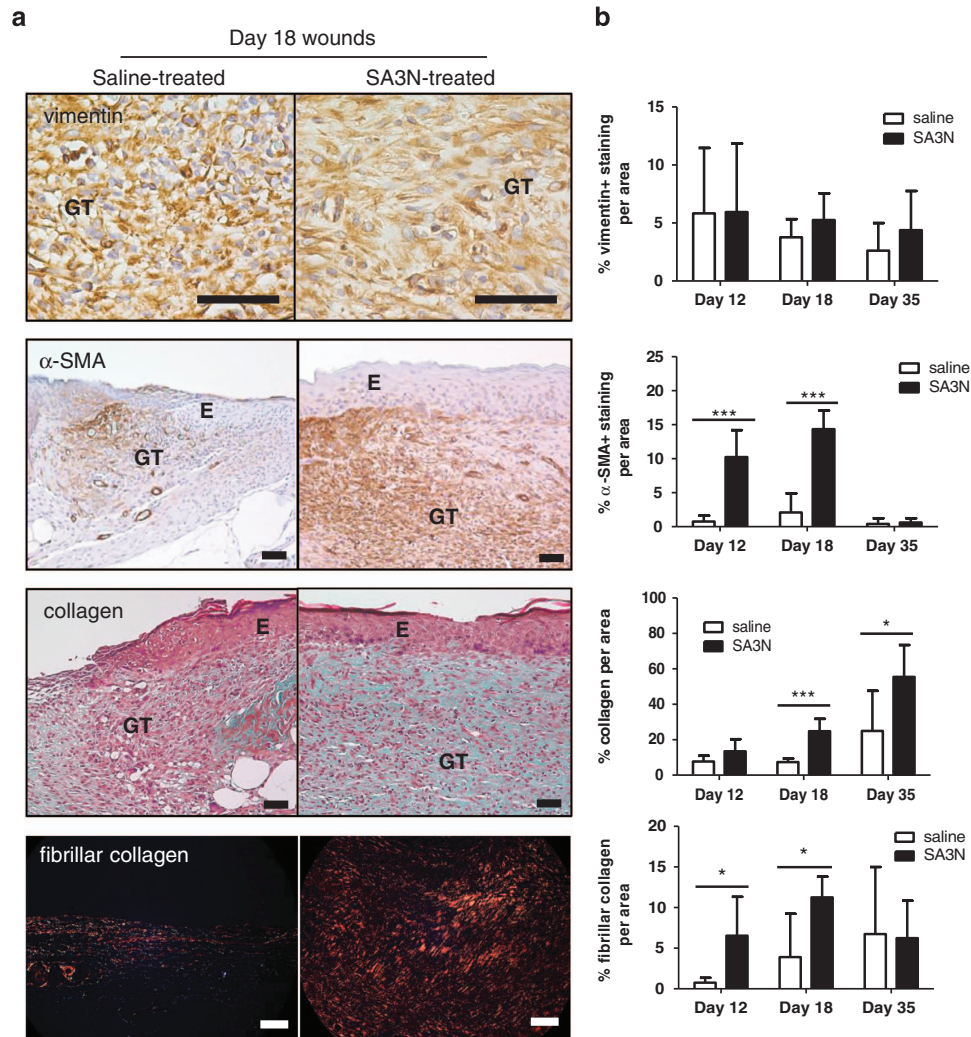 a
Day 18 wounds
Saline-treated
SA3N-treated
vimentin
GT
GT
α-SMA
E
GT
E
GT
collagen
E
GT
E
GT
fibrillar collagen
b
15
10
5
0
% vimentin+ staining
per area
saline
SA3N
Day 12
Day 18
Day 35
25
20
15
10
5
0
% α-SMA+ staining
per area
saline
SA3N
***
***
Day 12
Day 18
Day 35
100
80
60
40
20
0
% collagen per area
saline
SA3N
***
*
Day 12
Day 18
Day 35
20
15
10
5
0
% fibrillar collagen
per area
saline
SA3N
*
*
Day 12
Day 18
Day 35